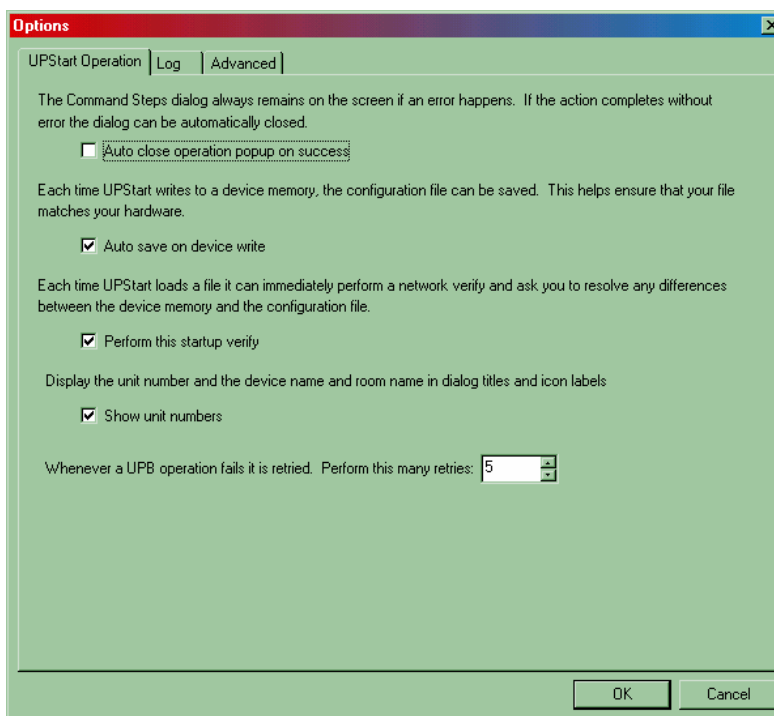 Options
UPStart Operation Log Advanced
The Command Steps dialog always remains on the screen if an error happens. If the action completes without
error the dialog can be automatically closed.
Auto close operation popup on success
Each time UPStart writes to a device memory, the configuration file can be saved. This helps ensure that your file
matches your hardware.
Auto save on device write
Each time UPStart loads a file it can immediately perform a network verify and ask you to resolve any differences
between the device memory and the configuration file.
Perform this startup verify
Display the unit number and the device name and room name in dialog titles and icon labels
Show unit numbers
Whenever a UPB operation fails it is retried. Perform this many retries: 5
OK Cancel